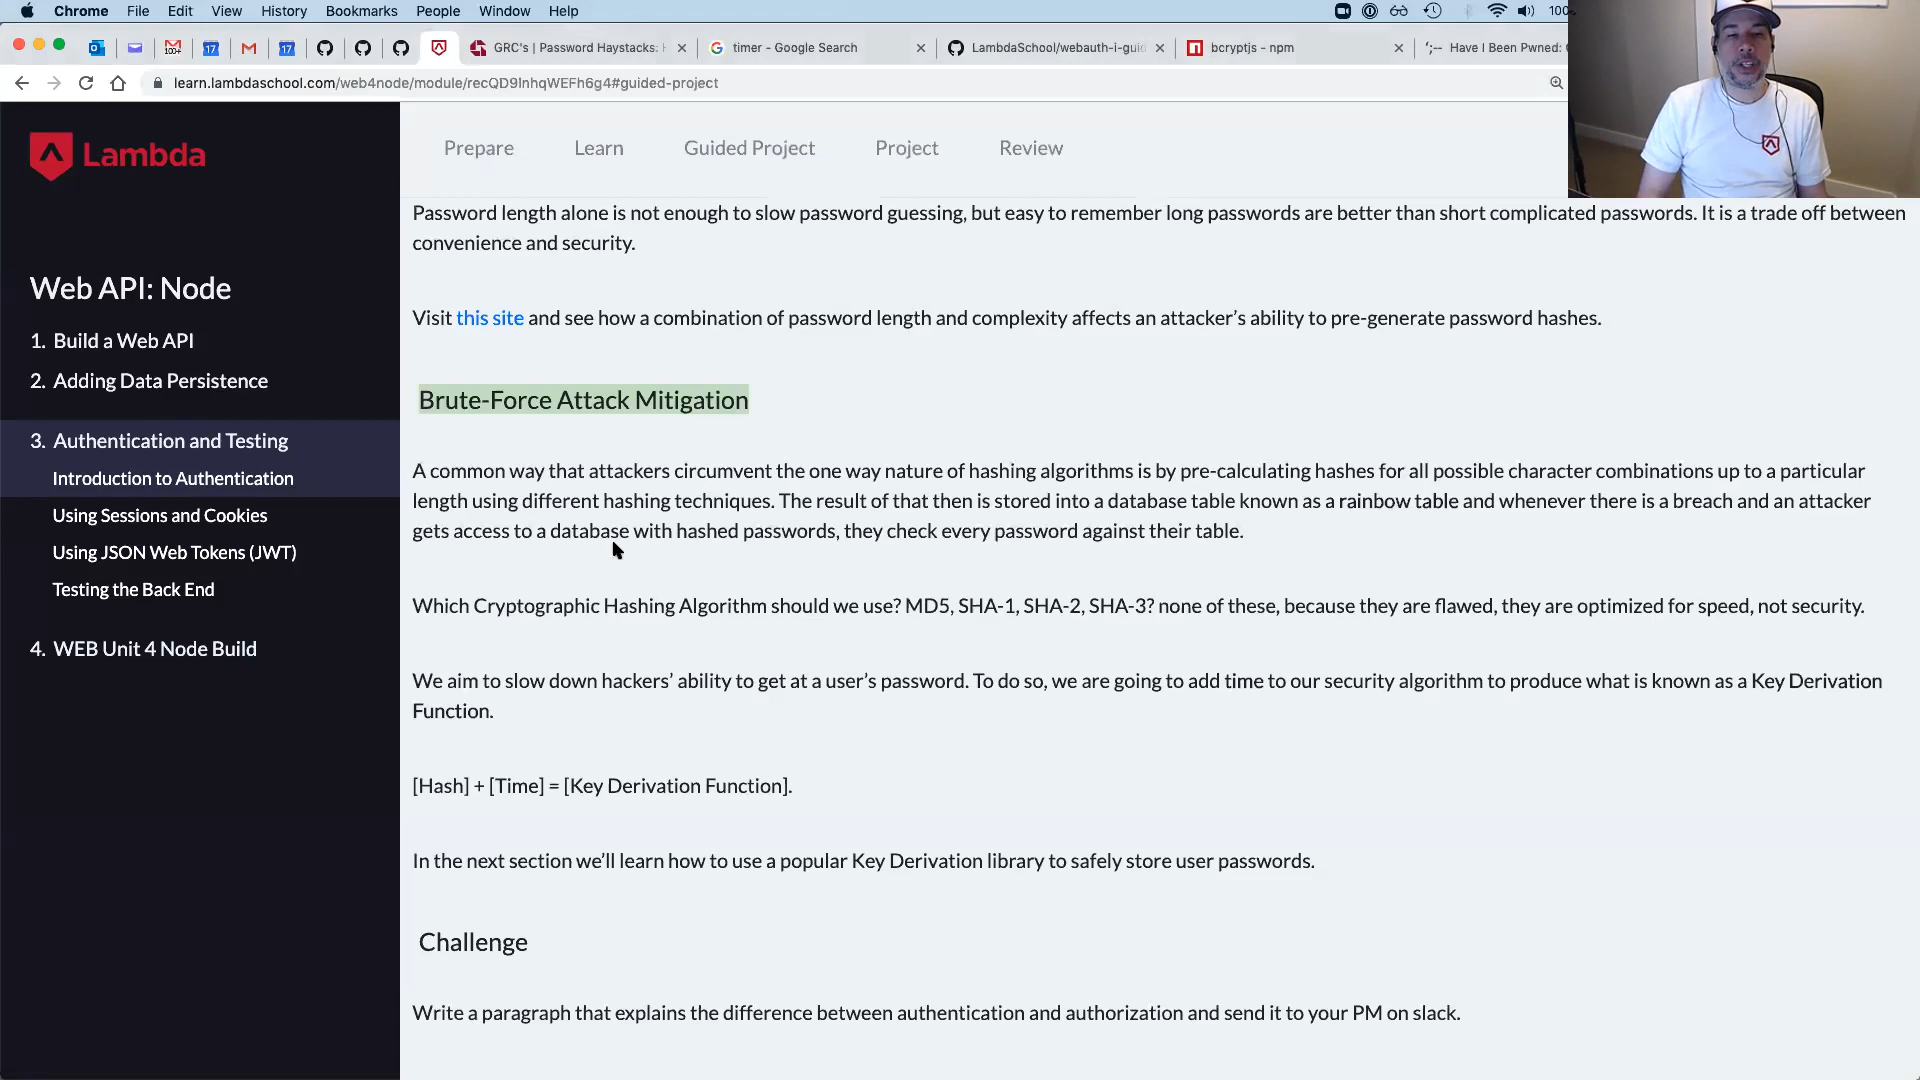 Chrome File Edit View History Bookmarks People Window Help
GRC's | Password Haystacks: timer - Google Search LambdaSchool/webauth-i-gui bcryptjs - npm Have I Been Pwned:
learn.lambdaschool.com/web4node/module/recQD9InhqWEFh6g4#guided-project
Lambda
Prepare Learn Guided Project Project Review
Web API: Node
1. Build a Web API
2. Adding Data Persistence
3. Authentication and Testing
Introduction to Authentication
Using Sessions and Cookies
Using JSON Web Tokens (JWT)
Testing the Back End
4. WEB Unit 4 Node Build
Password length alone is not enough to slow password guessing, but easy to remember long passwords are better than short complicated passwords. It is a trade off between
convenience and security.
Visit this site and see how a combination of password length and complexity affects an attacker’s ability to pre-generate password hashes.
Brute-Force Attack Mitigation
A common way that attackers circumvent the one way nature of hashing algorithms is by pre-calculating hashes for all possible character combinations up to a particular
length using different hashing techniques. The result of that then is stored into a database table known as a rainbow table and whenever there is a breach and an attacker
gets access to a database with hashed passwords, they check every password against their table.
Which Cryptographic Hashing Algorithm should we use? MD5, SHA-1, SHA-2, SHA-3? none of these, because they are flawed, they are optimized for speed, not security.
We aim to slow down hackers’ ability to get at a user’s password. To do so, we are going to add time to our security algorithm to produce what is known as a Key Derivation
Function.
[Hash] + [Time] = [Key Derivation Function].
In the next section we’ll learn how to use a popular Key Derivation library to safely store user passwords.
Challenge
Write a paragraph that explains the difference between authentication and authorization and send it to your PM on slack.